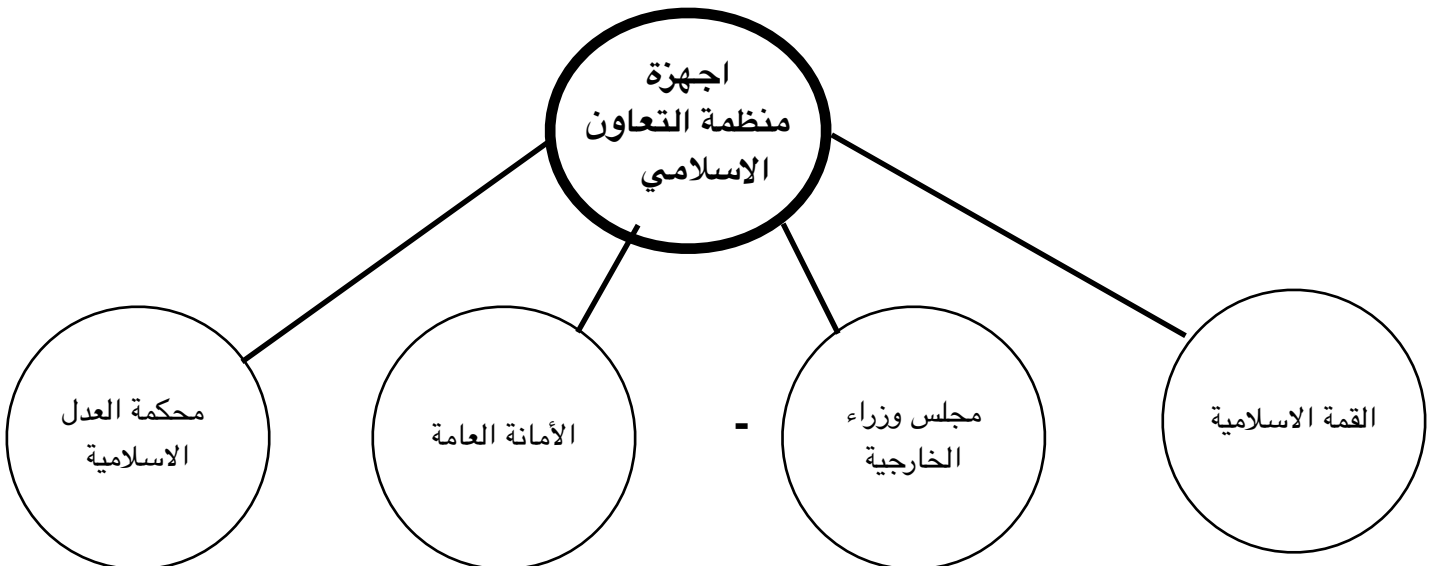 اجهزة
منظمة التعاون
الاسلامي
القمة الاسلامية
مجلس وزراء
الخارجية
-
الأمانة العامة
محكمة العدل
الاسلامية